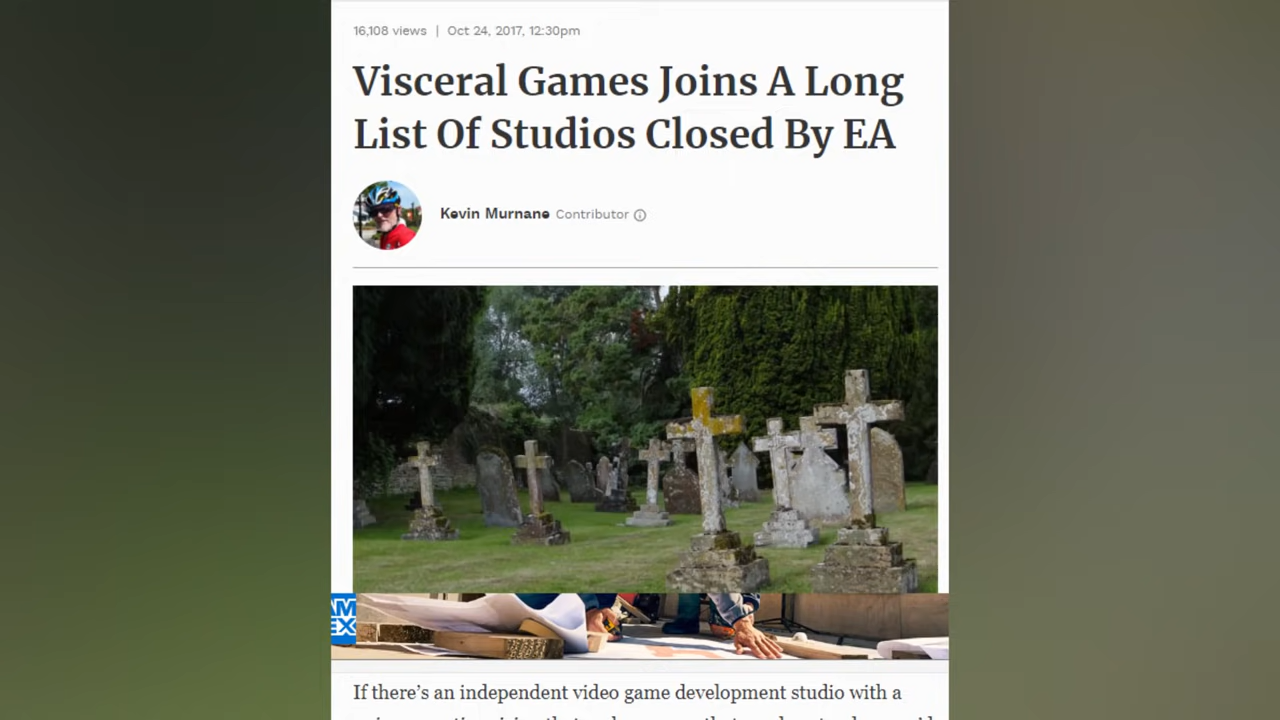 16,108 views | Oct 24, 2017, 12:30pm
Visceral Games Joins A Long
List Of Studios Closed By EA
Kevin Murnane Contributor
AM
EX
If there's an independent video game development studio with a